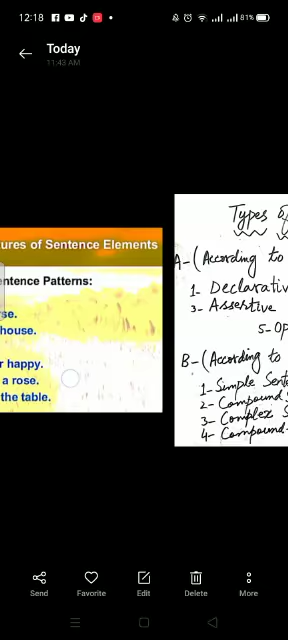 12:18
81%
Today
11:43 AM
ures of Sentence Elements
entence Patterns:
se.
house.
r happy.
a rose.
the table.
Types of
A-(According to
1- Declarativ
3- Assertive
5-Op
B-(According to
1-Simple Sent
2- Compound S
3- Complex S
4- Compound-
Send
Favorite
Edit
Delete
More